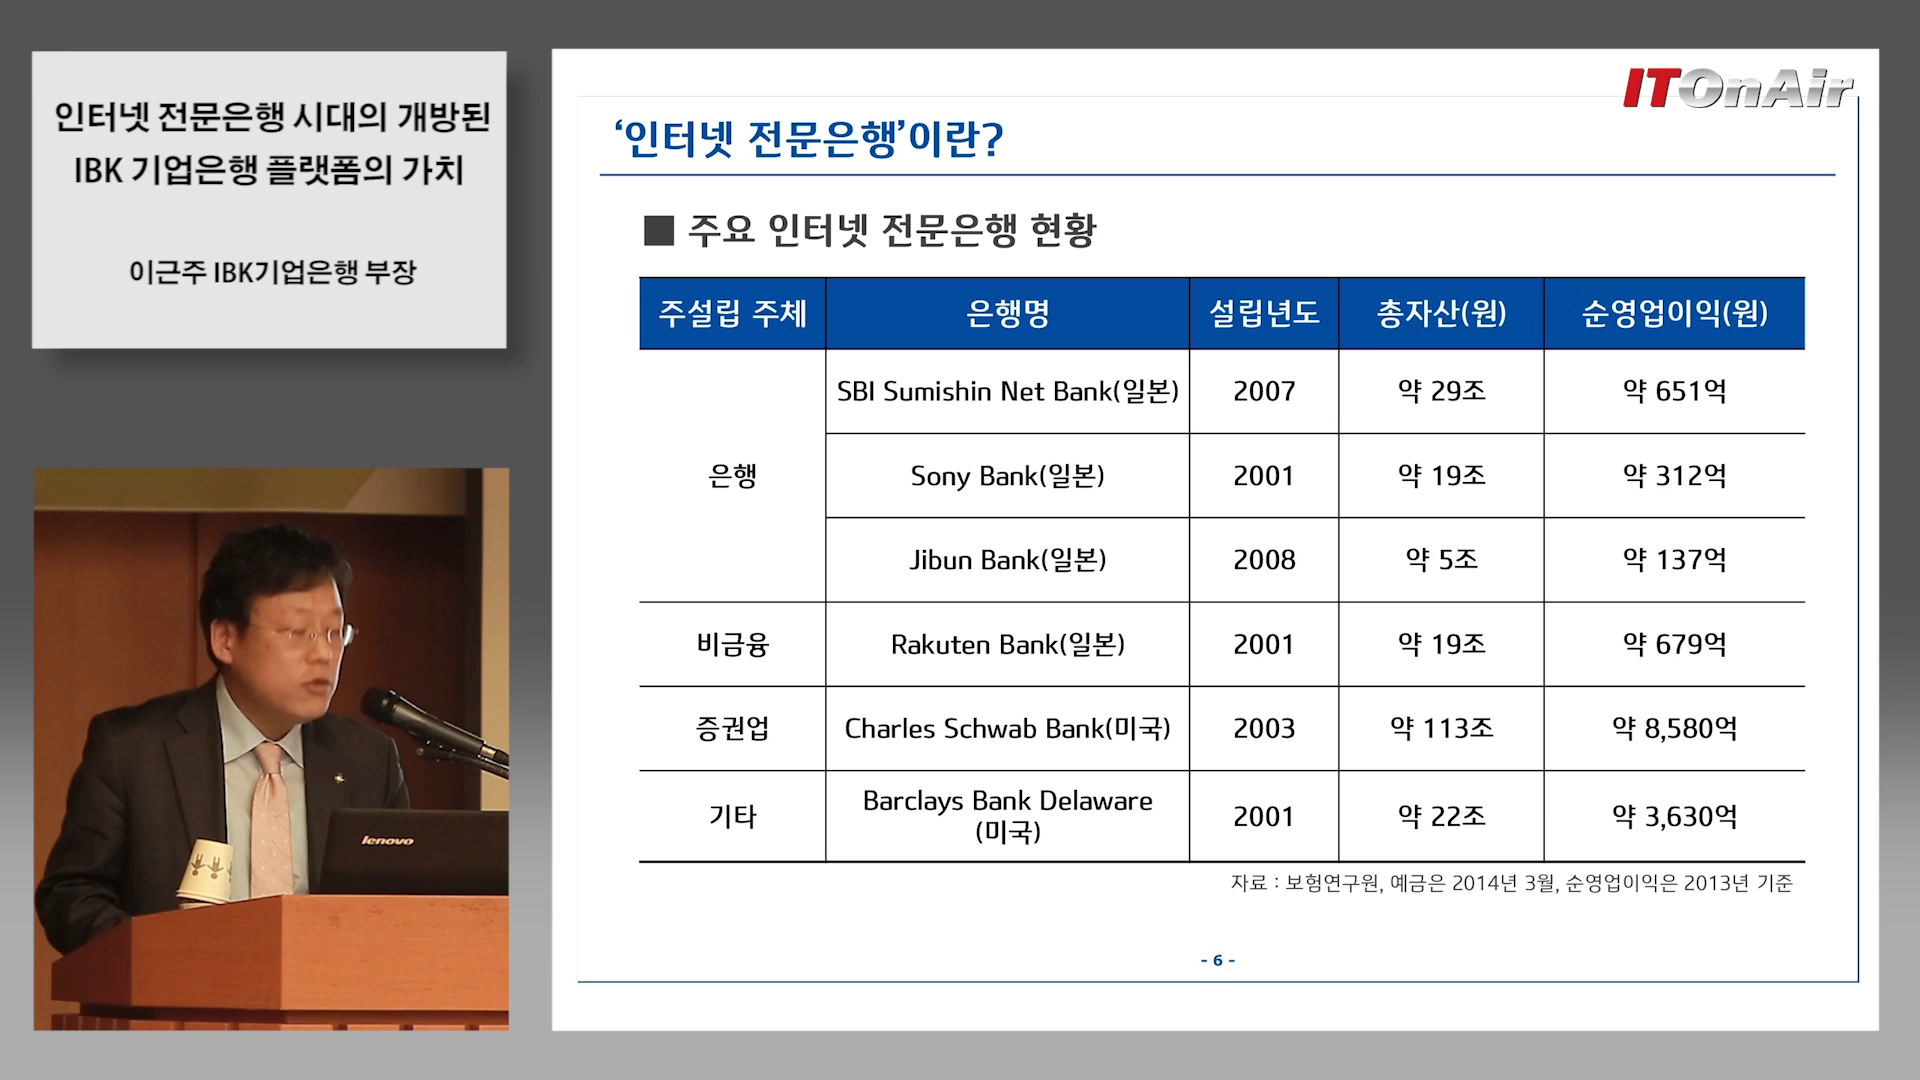 인터넷 전문은행 시대의 개방된
IBK 기업은행 플랫폼의 가치
이근주 IBK기업은행 부장
ITOnAir
‘인터넷 전문은행’이란?
■ 주요 인터넷 전문은행 현황
주설립 주체 은행명 설립년도 총자산(원) 순영업이익(원)
은행
SBI Sumishin Net Bank(일본) 2007 약 29조 약 651억
Sony Bank(일본) 2001 약 19조 약 312억
Jibun Bank(일본) 2008 약 5조 약 137억
비금융 Rakuten Bank(일본) 2001 약 19조 약 679억
증권업 Charles Schwab Bank(미국) 2003 약 113조 약 8,580억
기타 Barclays Bank Delaware
(미국) 2001 약 22조 약 3,630억
자료 : 보험연구원, 예금은 2014년 3월, 순영업이익은 2013년 기준
- 6 -
lenovo